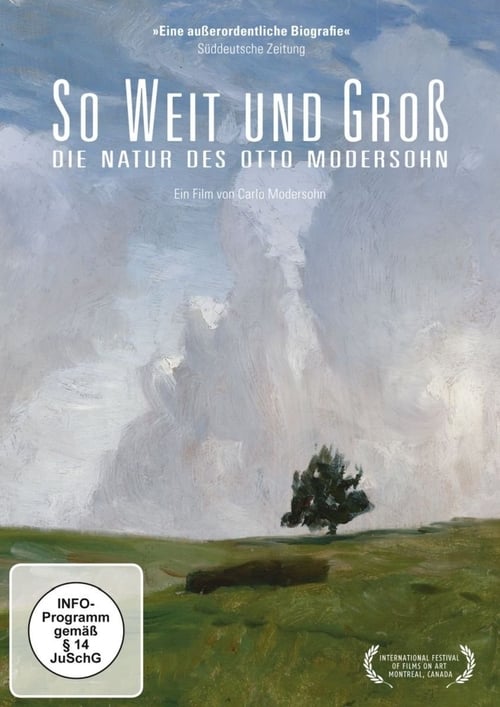 »Eine außerordentliche Biografie«
Süddeutsche Zeitung
So Weit und Groß
DIE NATUR DES OTTO MODERSOHN
Ein Film von Carlo Modersohn
INFO-
Programm
gemäß
§ 14
JuSchG
INTERNATIONAL FESTIVAL
OF FILMS ON ART
MONTREAL, CANADA